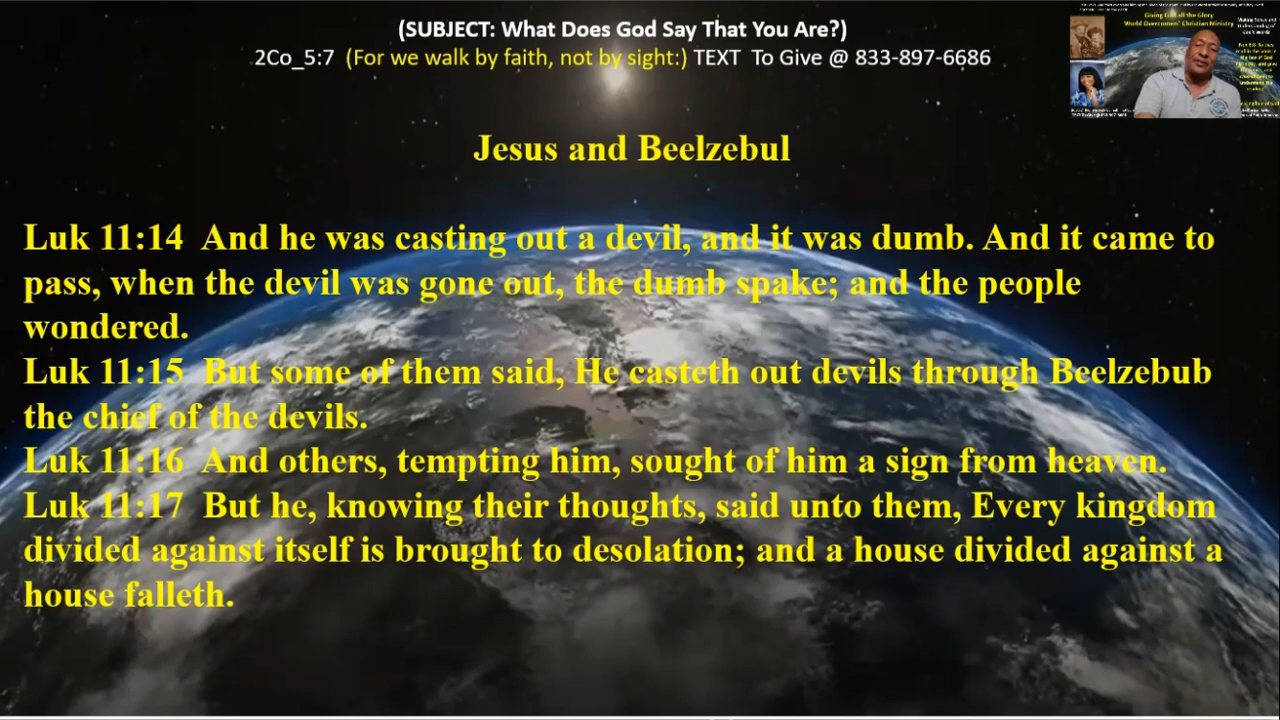 (SUBJECT: What Does God Say That You Are?)
2Co_5:7 (For we walk by faith, not by sight:) TEXT To Give @ 833-897-6686
Giving God all the Glory
World Overcomers' Christian Ministry
Jesus and Beelzebul
Luk 11:14 And he was casting out a devil, and it was dumb. And it came to
pass, when the devil was gone out, the dumb spake; and the people
wondered.
Luk 11:15 But some of them said, He casteth out devils through Beelzebub
the chief of the devils.
Luk 11:16 And others, tempting him, sought of him a sign from heaven.
Luk 11:17 But he, knowing their thoughts, said unto them, Every kingdom
divided against itself is brought to desolation; and a house divided against a
house falleth.